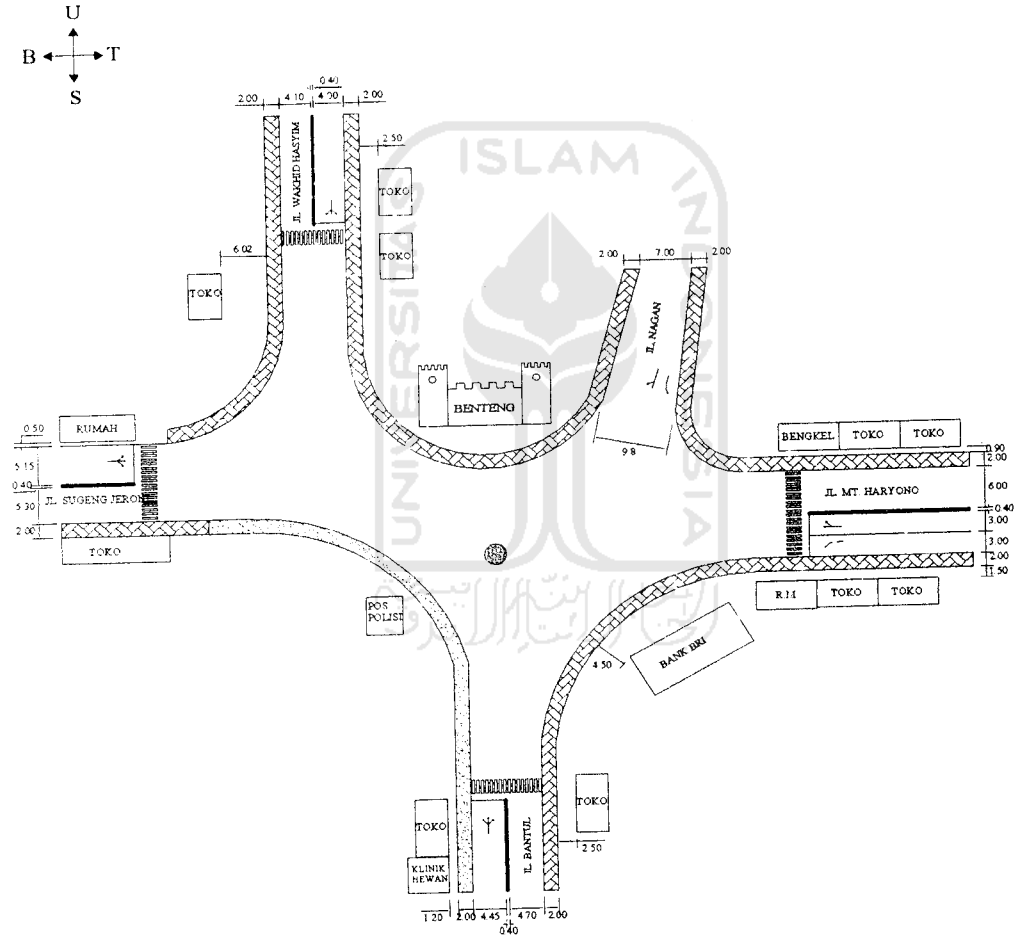 U
B T
S
0.40
2.00 4.10 4.00 2.00
JL. WAKHID HASYIM
2.50
TOKO
TOKO
6.02
TOKO
ISLAM
UNIVERSITAS
INDONESIA
2.00 7.00 2.00
JL. NAGAN
9.8
BENTENG
0.50
RUMAH
5.15
0.40
JL. SUGENG JEROM
5.30
2.00
TOKO
BENGKEL TOKO TOKO
0.90
2.00
JL. MT. HARYONO
6.00
0.40
3.00
3.00
2.00
1.50
R.M TOKO TOKO
POS
POLISI
4.50
BANK BRI
TOKO
KLINIK
HEWAN
JL. BANTUL
TOKO
2.50
1.20 2.00 4.45 4.70 2.00
0.40